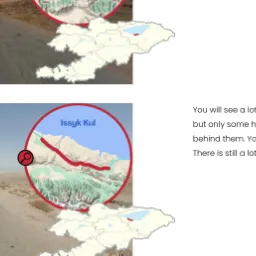 Issyk Kul
You will see a lot
but only some h
behind them. Yo
There is still a lot